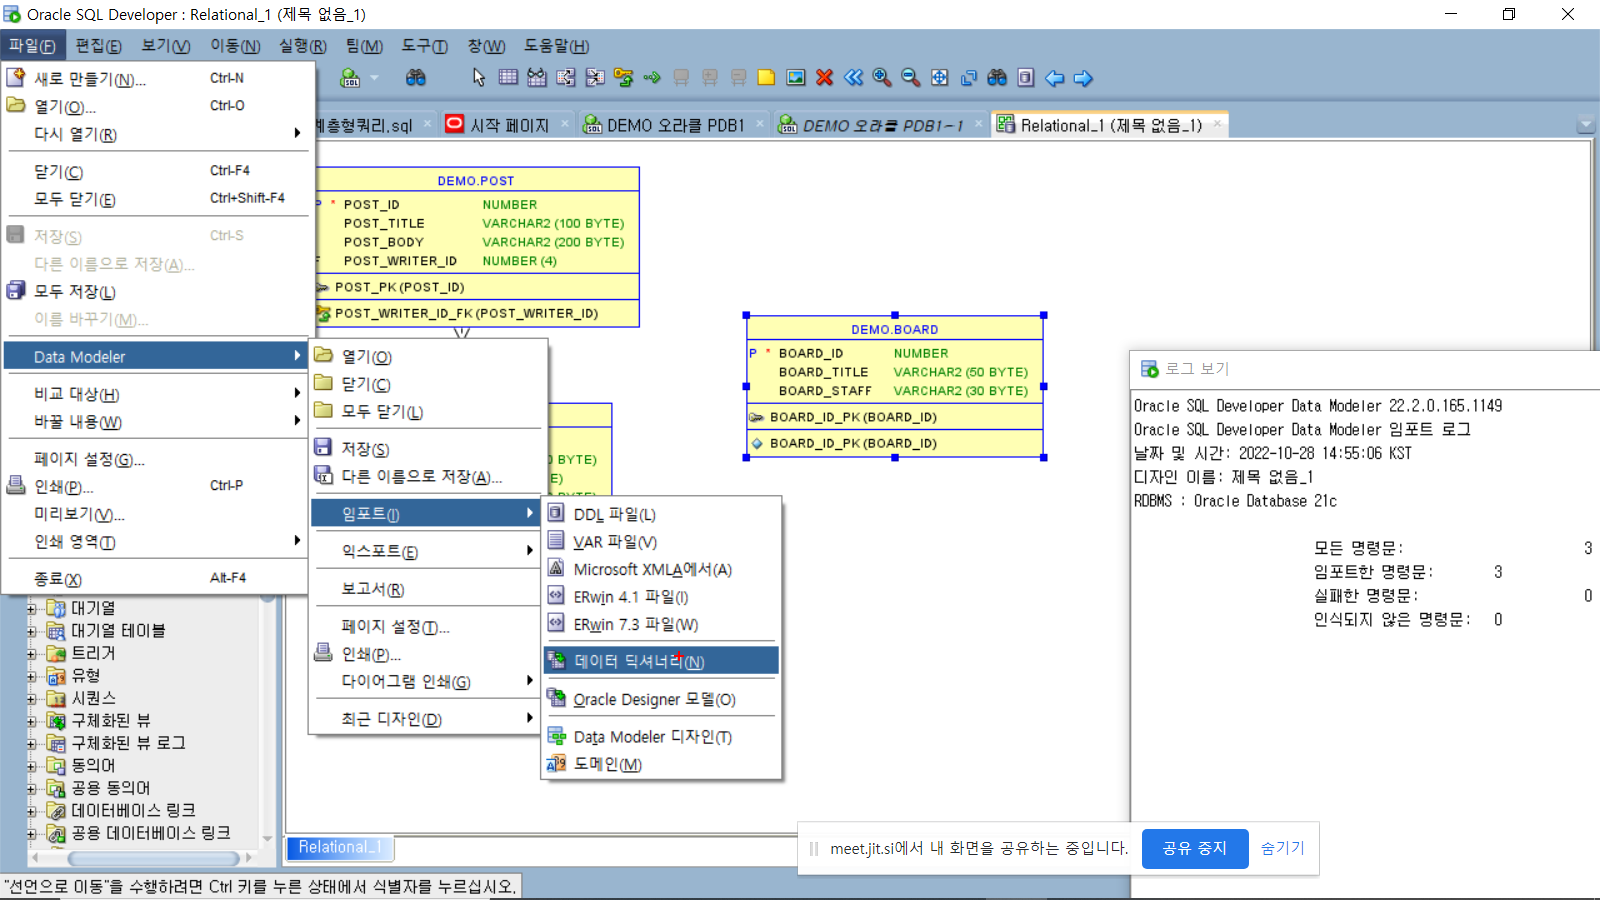 Oracle SQL Developer : Relational_1 (제목 없음_1)
파일(F) 편집(E) 보기(V) 이동(N) 실행(R) 팀(M) 도구(T) 창(W) 도움말(H)
새로 만들기(N)... Ctrl-N
열기(O)... Ctrl-O
다시 열기(R)
닫기(C) Ctrl-F4
모두 닫기(E) Ctrl+Shift-F4
저장(S) Ctrl-S
다른 이름으로 저장(A)...
모두 저장(L)
이름 바꾸기(M)...
Data Modeler
비교 대상(H)
바꿀 내용(W)
페이지 설정(G)...
인쇄(P)... Ctrl-P
미리보기(V)...
인쇄 영역(T)
종료(X) Alt-F4
계층형쿼리.sql
시작 페이지
DEMO 오라클 PDB1
DEMO 오라클 PDB1~1
Relational_1 (제목 없음_1)
DEMO.POST
P * POST_ID NUMBER
POST_TITLE VARCHAR2 (100 BYTE)
POST_BODY VARCHAR2 (200 BYTE)
F POST_WRITER_ID NUMBER (4)
POST_PK (POST_ID)
POST_WRITER_ID_FK (POST_WRITER_ID)
열기(O)
닫기(C)
모두 닫기(L)
저장(S)
다른 이름으로 저장(A)...
임포트(I)
익스포트(E)
보고서(R)
페이지 설정(T)...
인쇄(P)...
다이어그램 인쇄(G)
최근 디자인(D)
BYTE)
E)
DDL 파일(L)
VAR 파일(V)
Microsoft XMLA에서(A)
ERwin 4.1 파일(I)
ERwin 7.3 파일(W)
데이터 딕셔너리(N)
Oracle Designer 모델(O)
Data Modeler 디자인(T)
도메인(M)
DEMO.BOARD
P * BOARD_ID NUMBER
BOARD_TITLE VARCHAR2 (50 BYTE)
BOARD_STAFF VARCHAR2 (30 BYTE)
BOARD_ID_PK (BOARD_ID)
BOARD_ID_PK (BOARD_ID)
로그 보기
Oracle SQL Developer Data Modeler 22.2.0.165.1149
Oracle SQL Developer Data Modeler 임포트 로그
날짜 및 시간: 2022-10-28 14:55:06 KST
디자인 이름: 제목 없음_1
RDBMS : Oracle Database 21c
모든 명령문: 3
임포트한 명령문: 3
실패한 명령문: 0
인식되지 않은 명령문: 0
대기열
대기열 테이블
트리거
유형
시퀀스
구체화된 뷰
구체화된 뷰 로그
동의어
공용 동의어
데이터베이스 링크
공용 데이터베이스 링크
Relational_1
meet.jit.si에서 내 화면을 공유하는 중입니다. 공유 중지 숨기기
"선언으로 이동"을 수행하려면 Ctrl 키를 누른 상태에서 식별자를 누르십시오.